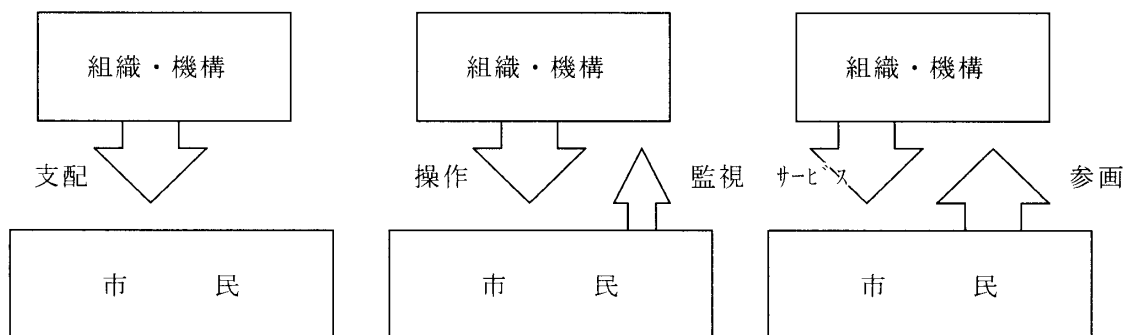 組織・機構
組織・機構
組織・機構
支配
操作
監視
サービス
参画
市 民
市 民
市 民